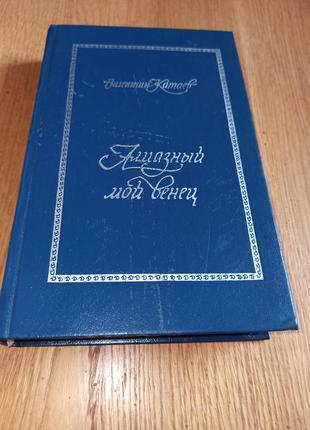 Валентин Катаев
Алмазный
мой венец